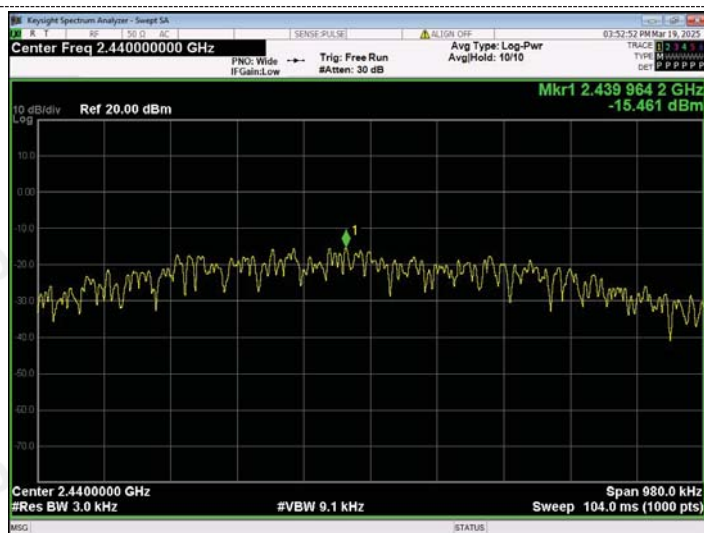 Keysight Spectrum Analyzer - Swept SA
R T RF 50 Ω AC SENSE:PULSE ALIGN OFF 03:52:52 PM Mar 19, 2025
Center Freq 2.440000000 GHz
PNO: Wide
IFGain:Low
Trig: Free Run
#Atten: 30 dB
Avg Type: Log-Pwr
Avg|Hold: 10/10
TRACE 1 2 3 4 5
TYPE M
DET P P P P P P
Mkr1 2.439 964 2 GHz
-15.461 dBm
10 dB/div Ref 20.00 dBm
Log
10.0
0.00
-10.0
-20.0
-30.0
-40.0
-50.0
-60.0
-70.0
1
Center 2.4400000 GHz Span 980.0 kHz
#Res BW 3.0 kHz #VBW 9.1 kHz Sweep 104.0 ms (1000 pts)
MSG STATUS